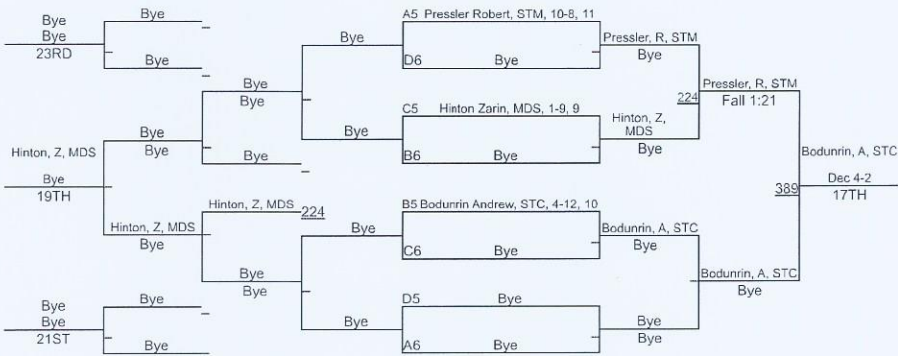 Bye
Bye
23RD
Bye
Bye
Bye
Bye
Bye
Bye
A5 Pressler Robert, STM, 10-8, 11
D6
Pressler, R, STM
Bye
Pressler, R, STM
224
Fall 1:21
C5 Hinton Zarin, MDS, 1-9, 9
B6
Hinton, Z, MDS
Bye
Hinton, Z, MDS
Bye
19TH
Bye
Bye
Bye
Hinton, Z, MDS
Bye
Hinton, Z, MDS
224
Bye
Bye
Bye
B5 Bodunrin Andrew, STC, 4-12, 10
C6
Bodunrin, A, STC
Bye
Bodunrin, A, STC
Bye
Bodunrin, A, STC
389
Dec 4-2
17TH
D5 Bye
A6 Bye
Bye
Bye
Bye
Bye
Bye
21ST
Bye
Bye